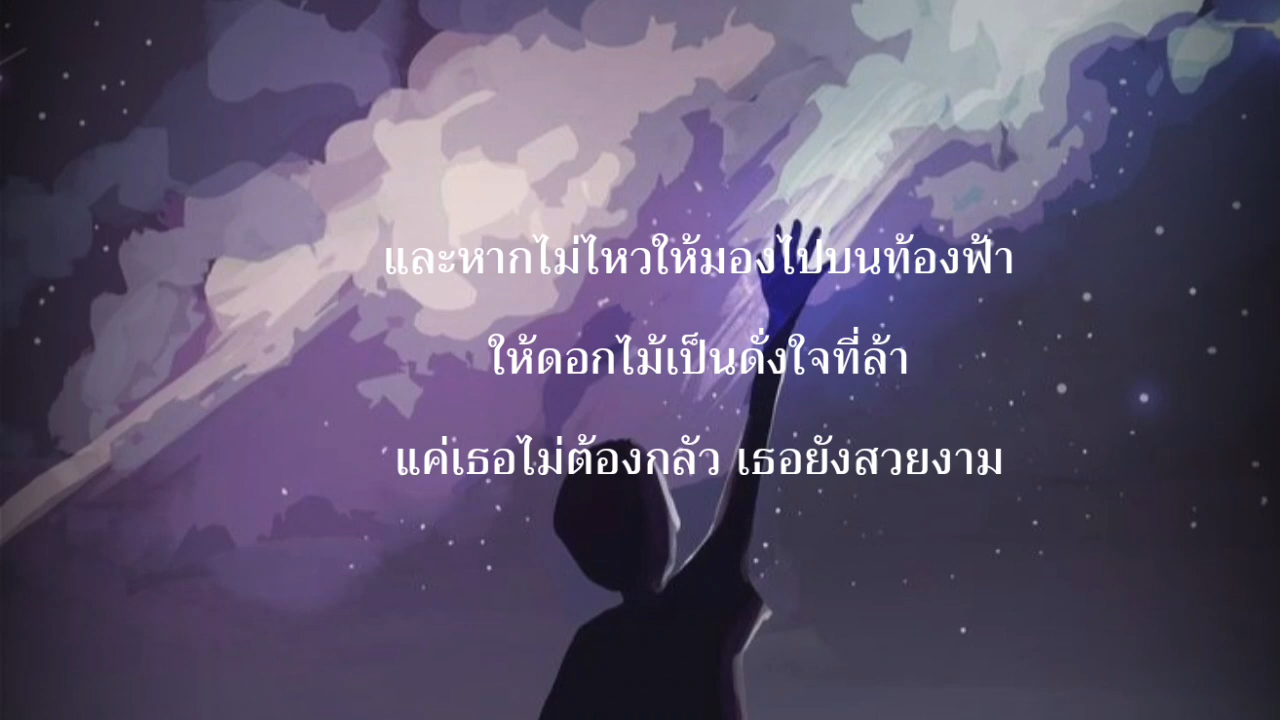 และหากไม่ไหวให้มองไปบนท้องฟ้า
ให้ดอกไม้เป็นดั่งใจที่ล้า
แค่เธอไม่ต้องกลัว เธอยังสวยงาม